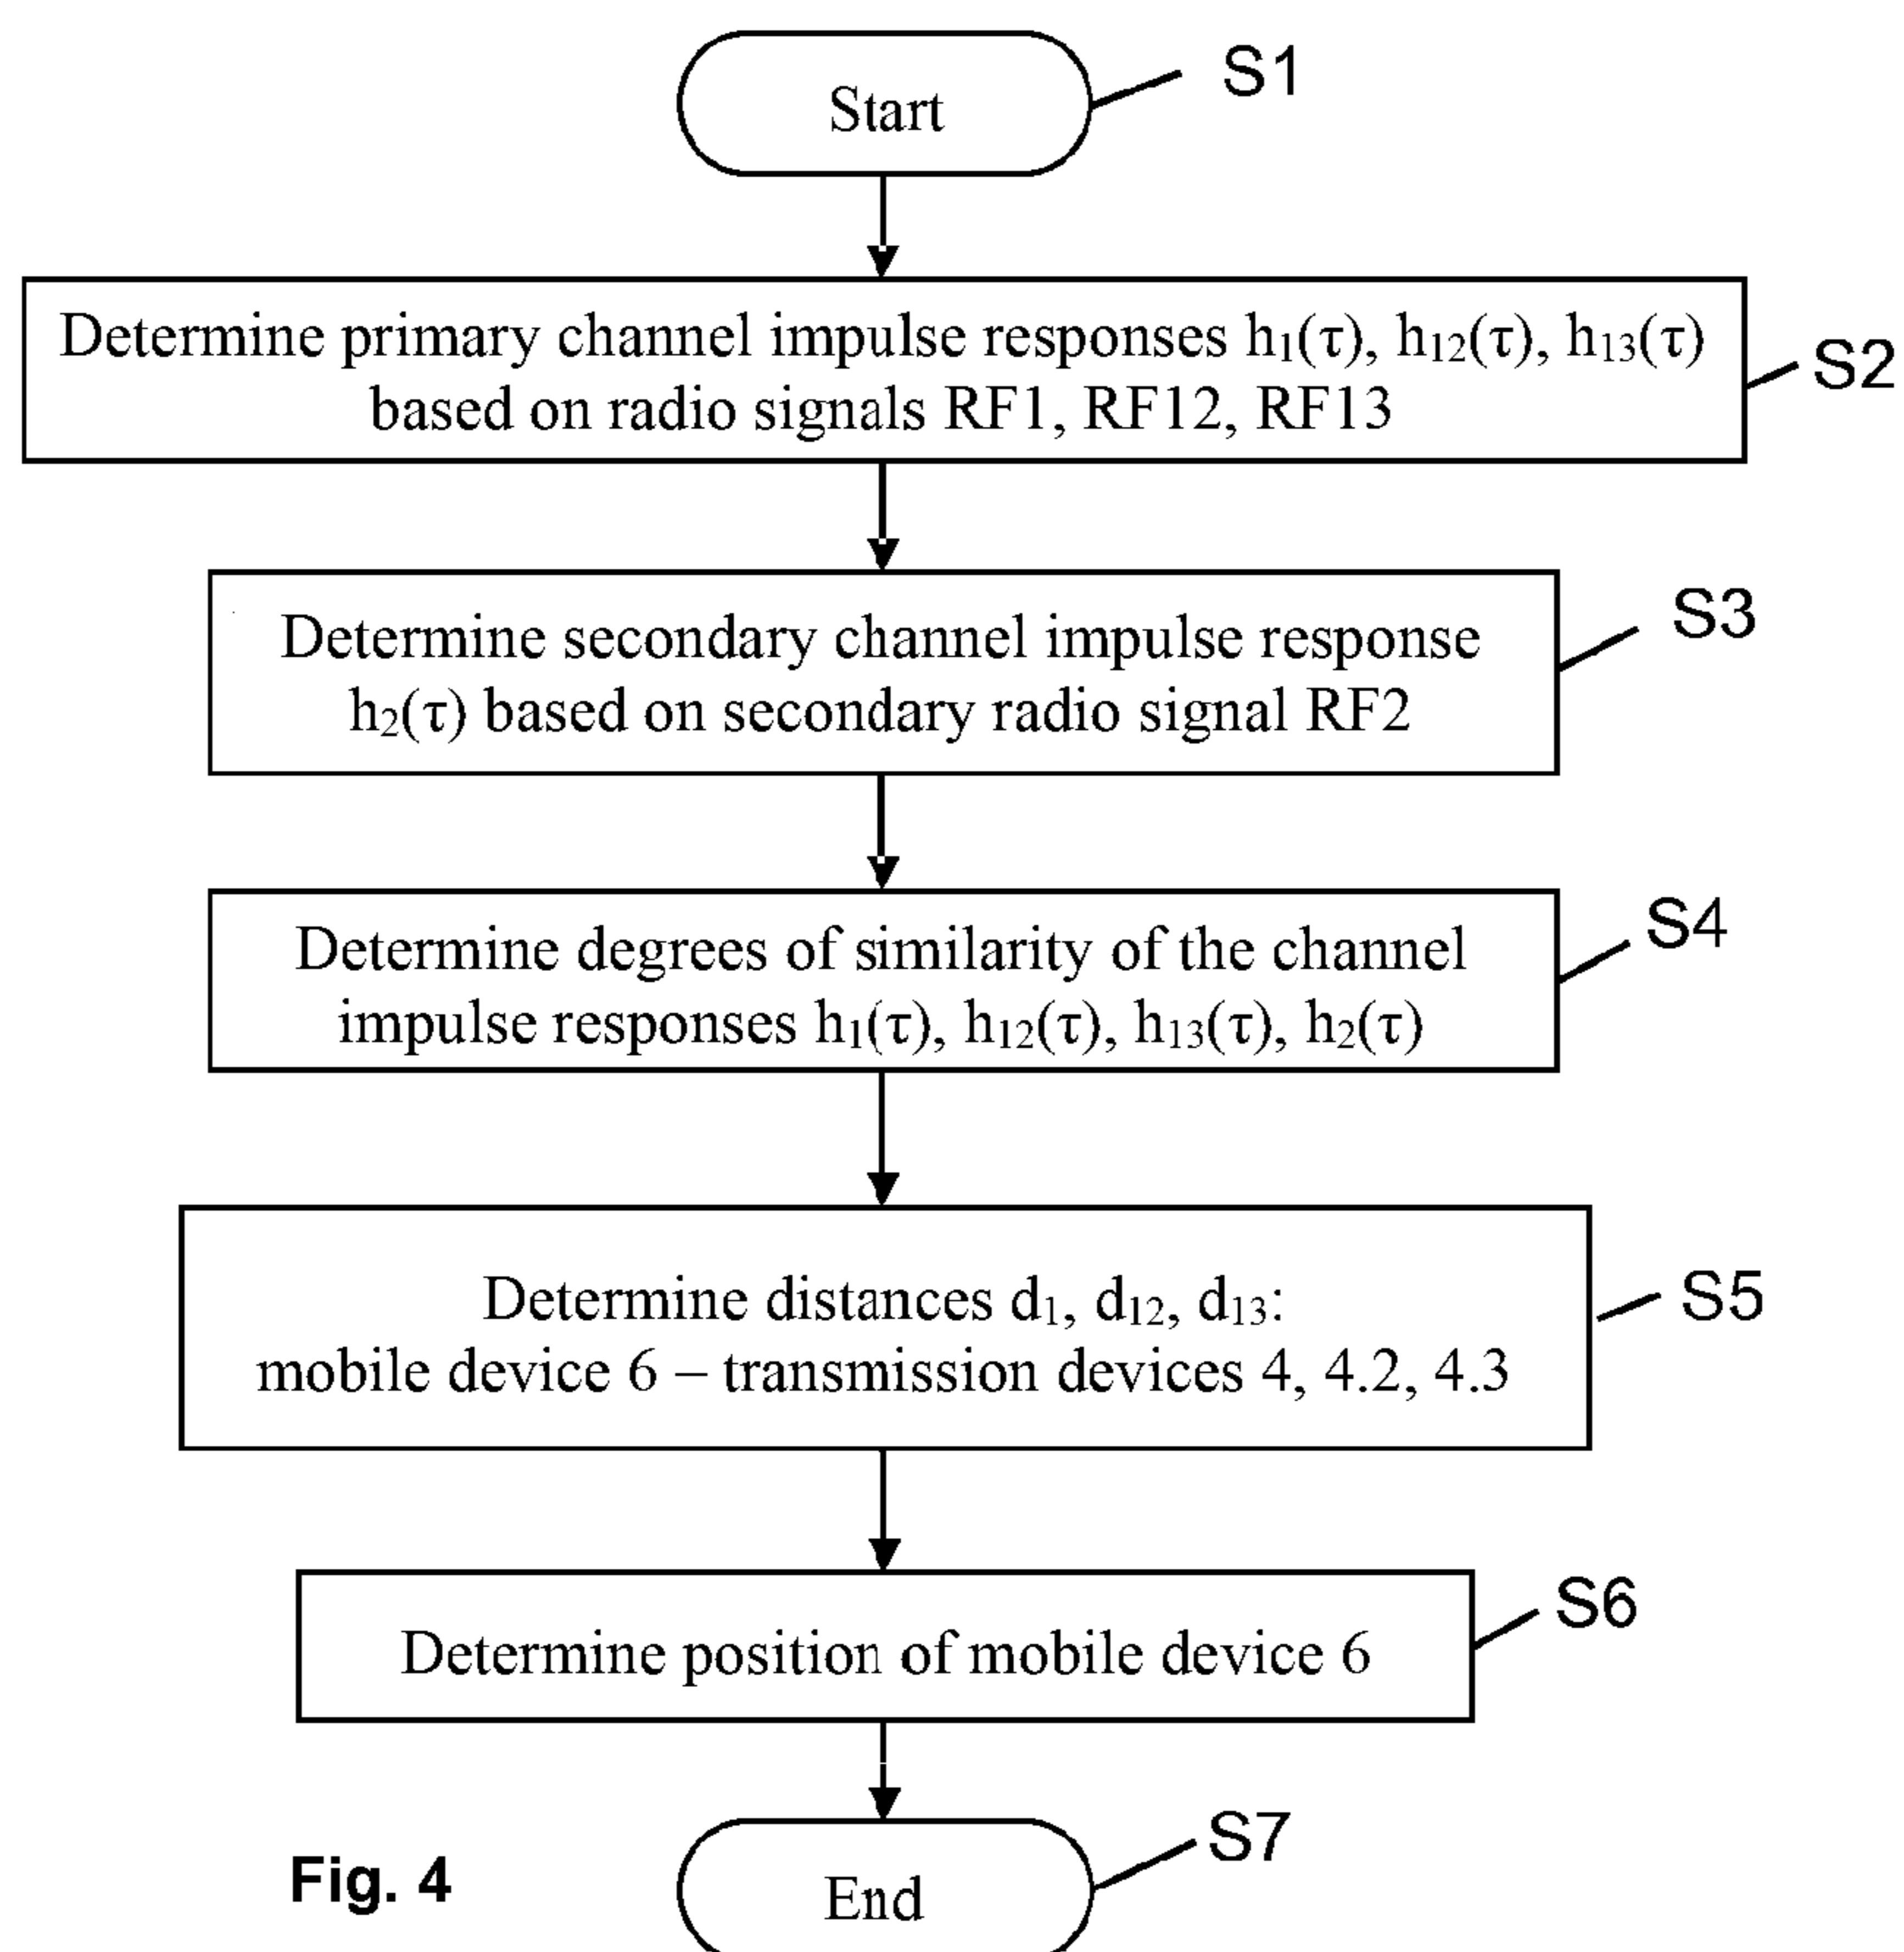 Start
S1
Determine primary channel impulse responses h₁(τ), h₁₂(τ), h₁₃(τ)
based on radio signals RF1, RF12, RF13
S2
Determine secondary channel impulse response
h₂(τ) based on secondary radio signal RF2
S3
Determine degrees of similarity of the channel
impulse responses h₁(τ), h₁₂(τ), h₁₃(τ), h₂(τ)
S4
Determine distances d₁, d₁₂, d₁₃:
mobile device 6 – transmission devices 4, 4.2, 4.3
S5
Determine position of mobile device 6
S6
End
S7
Fig. 4